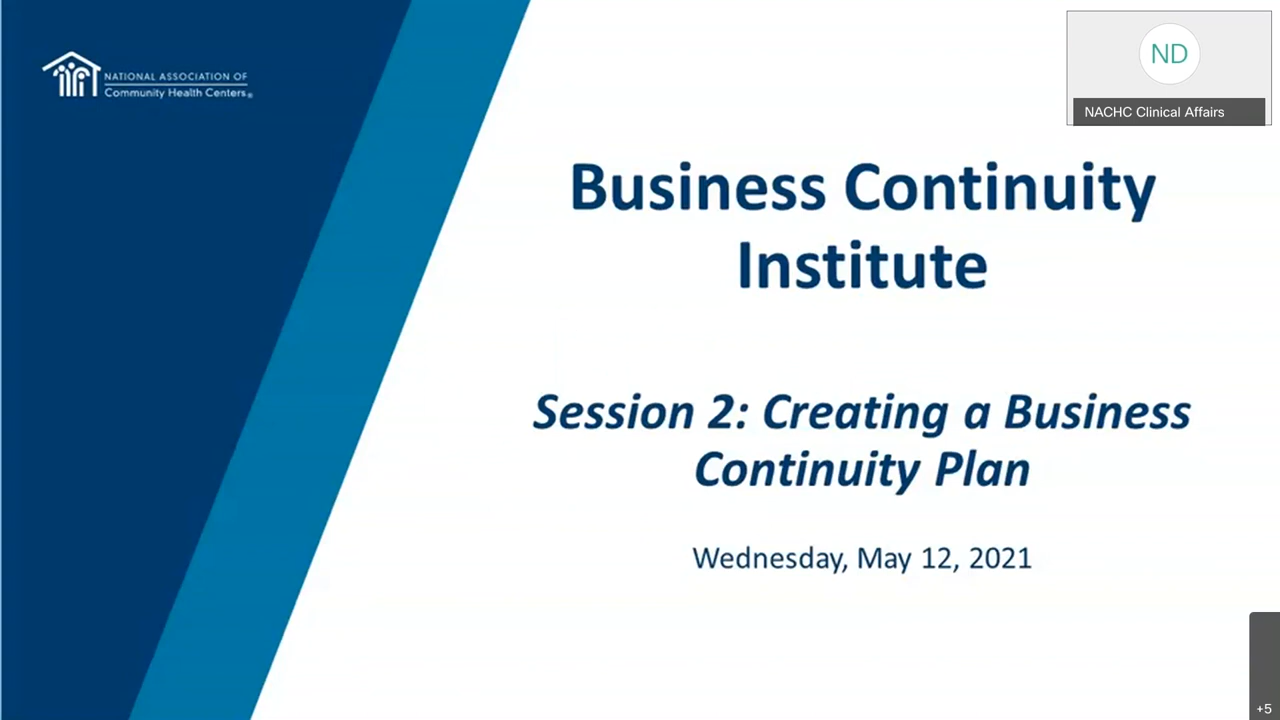 NATIONAL ASSOCIATION OF
Community Health Centers®
ND
NACHC Clinical Affairs
Business Continuity
Institute
Session 2: Creating a Business
Continuity Plan
Wednesday, May 12, 2021
+5